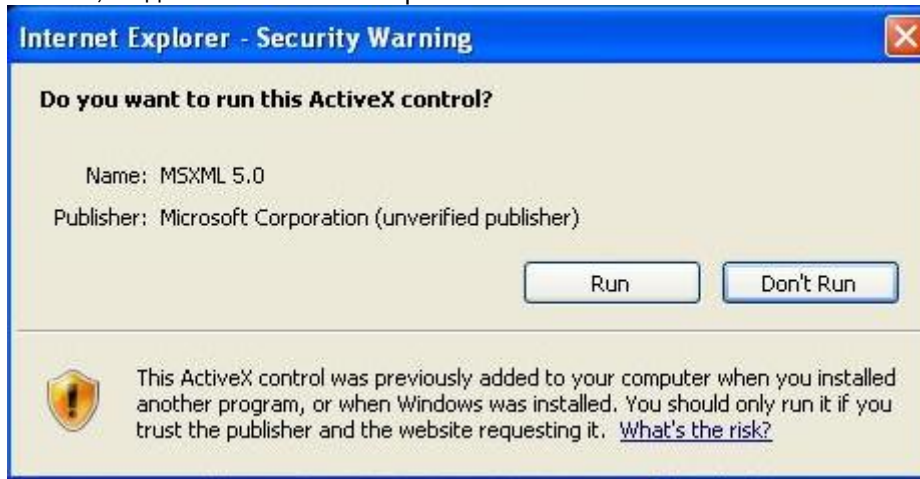 Internet Explorer - Security Warning
Do you want to run this ActiveX control?
Name: MSXML 5.0
Publisher: Microsoft Corporation (unverified publisher)
Run
Don't Run
This ActiveX control was previously added to your computer when you installed
another program, or when Windows was installed. You should only run it if you
trust the publisher and the website requesting it. What's the risk?